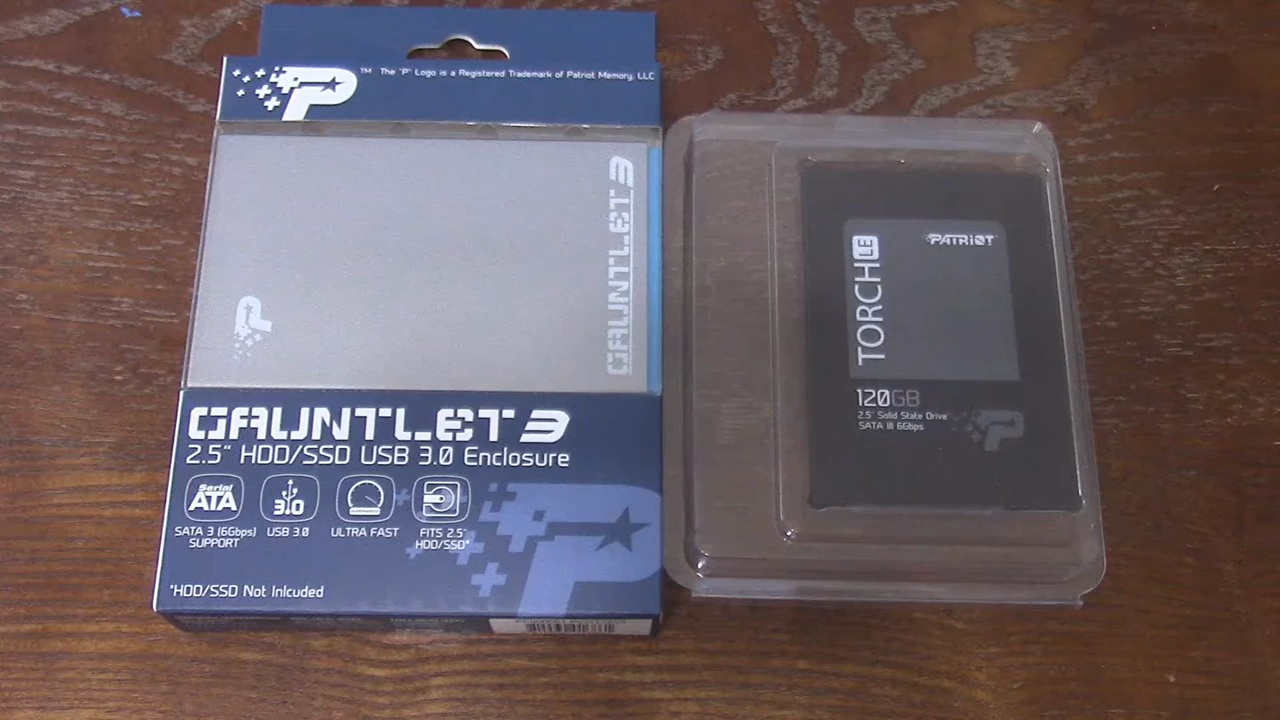 TM The "P" Logo is a Registered Trademark of Patriot Memory, LLC
GAUNTLET 3
GAUNTLET 3
2.5" HDD/SSD USB 3.0 Enclosure
Serial
ATA
3.0
SATA 3 (6Gbps)
SUPPORT
USB 3.0
ULTRA FAST
FITS 2.5"
HDD/SSD*
*HDD/SSD Not Inlcuded
PATRIOT
TORCH LE
120GB
2.5" Solid State Drive
SATA III 6Gbps